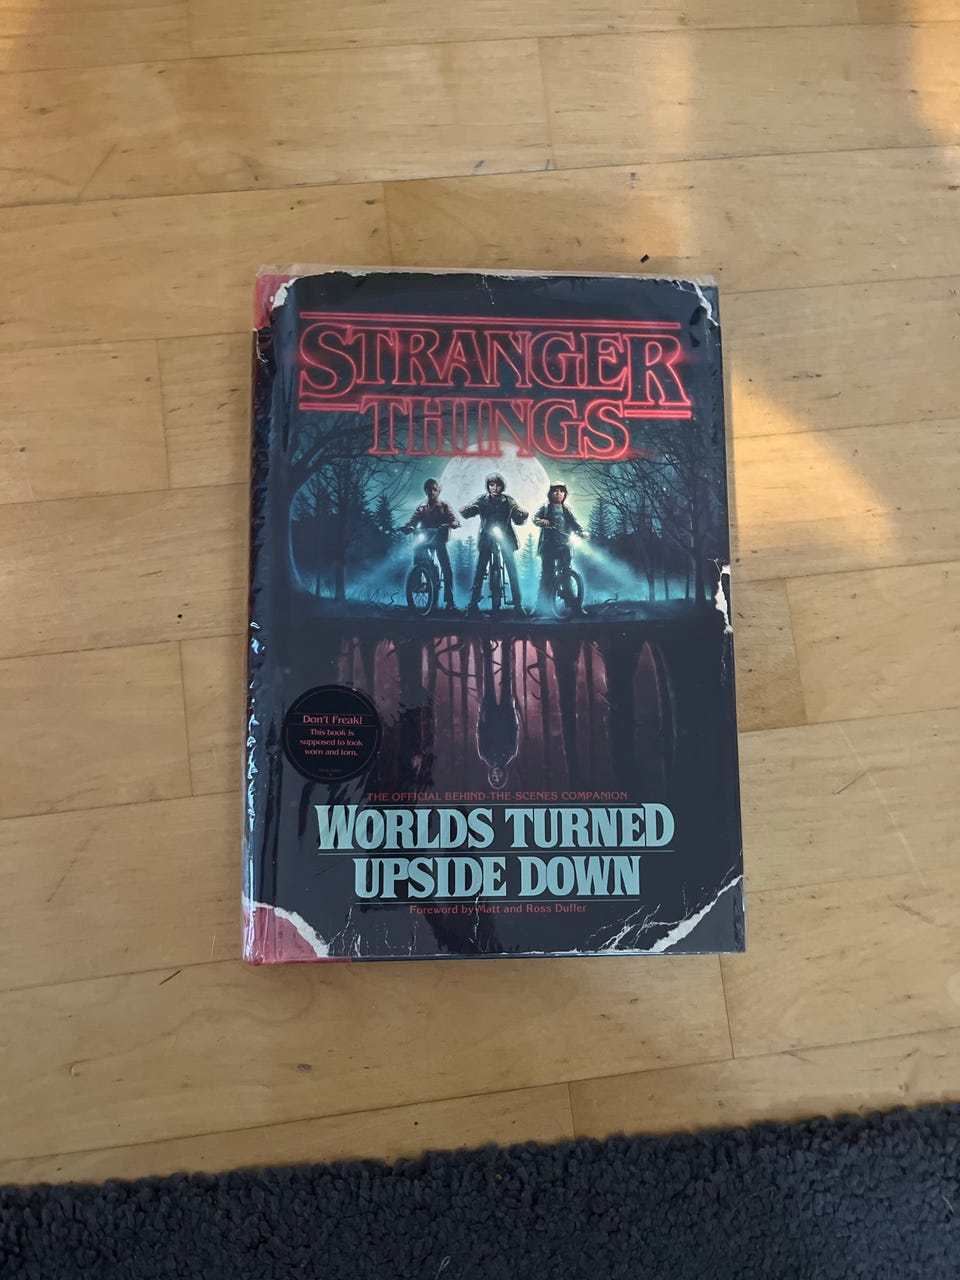 STRANGER
THINGS
Don't Freak!
This book is
supposed to look
worn and torn.
THE OFFICIAL BEHIND-THE-SCENES COMPANION
WORLDS TURNED
UPSIDE DOWN
Foreword by Matt and Ross Duffer